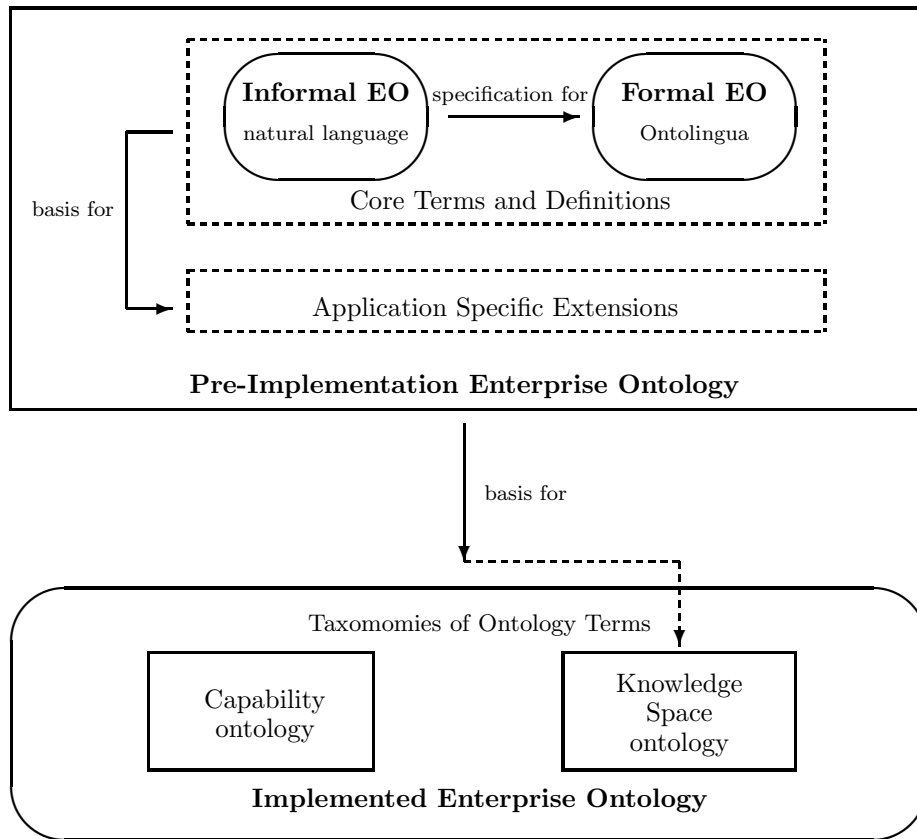 Informal EO
natural language
specification for
Formal EO
Ontolingua
Core Terms and Definitions
basis for
Application Specific Extensions
Pre-Implementation Enterprise Ontology
basis for
Taxomomies of Ontology Terms
Capability
ontology
Knowledge
Space
ontology
Implemented Enterprise Ontology